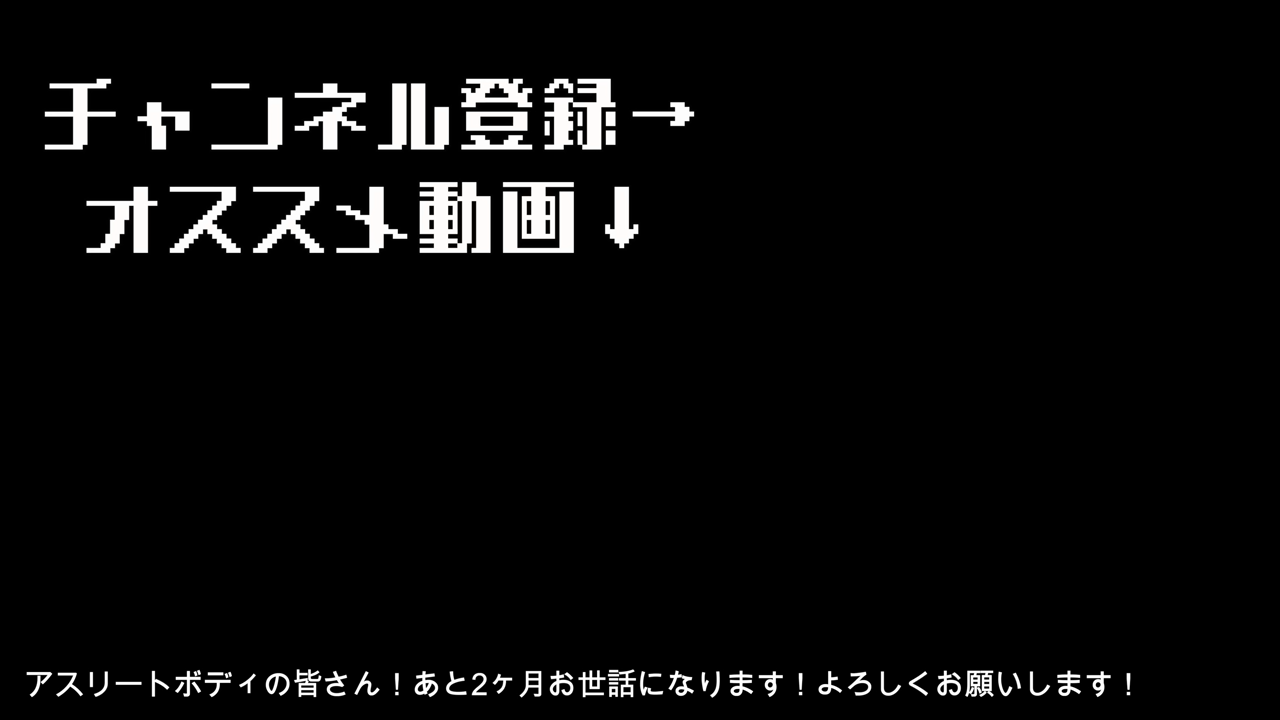 チャンネル登録→
オススメ動画↓
アスリートボディの皆さん！あと2ヶ月お世話になります！よろしくお願いします！